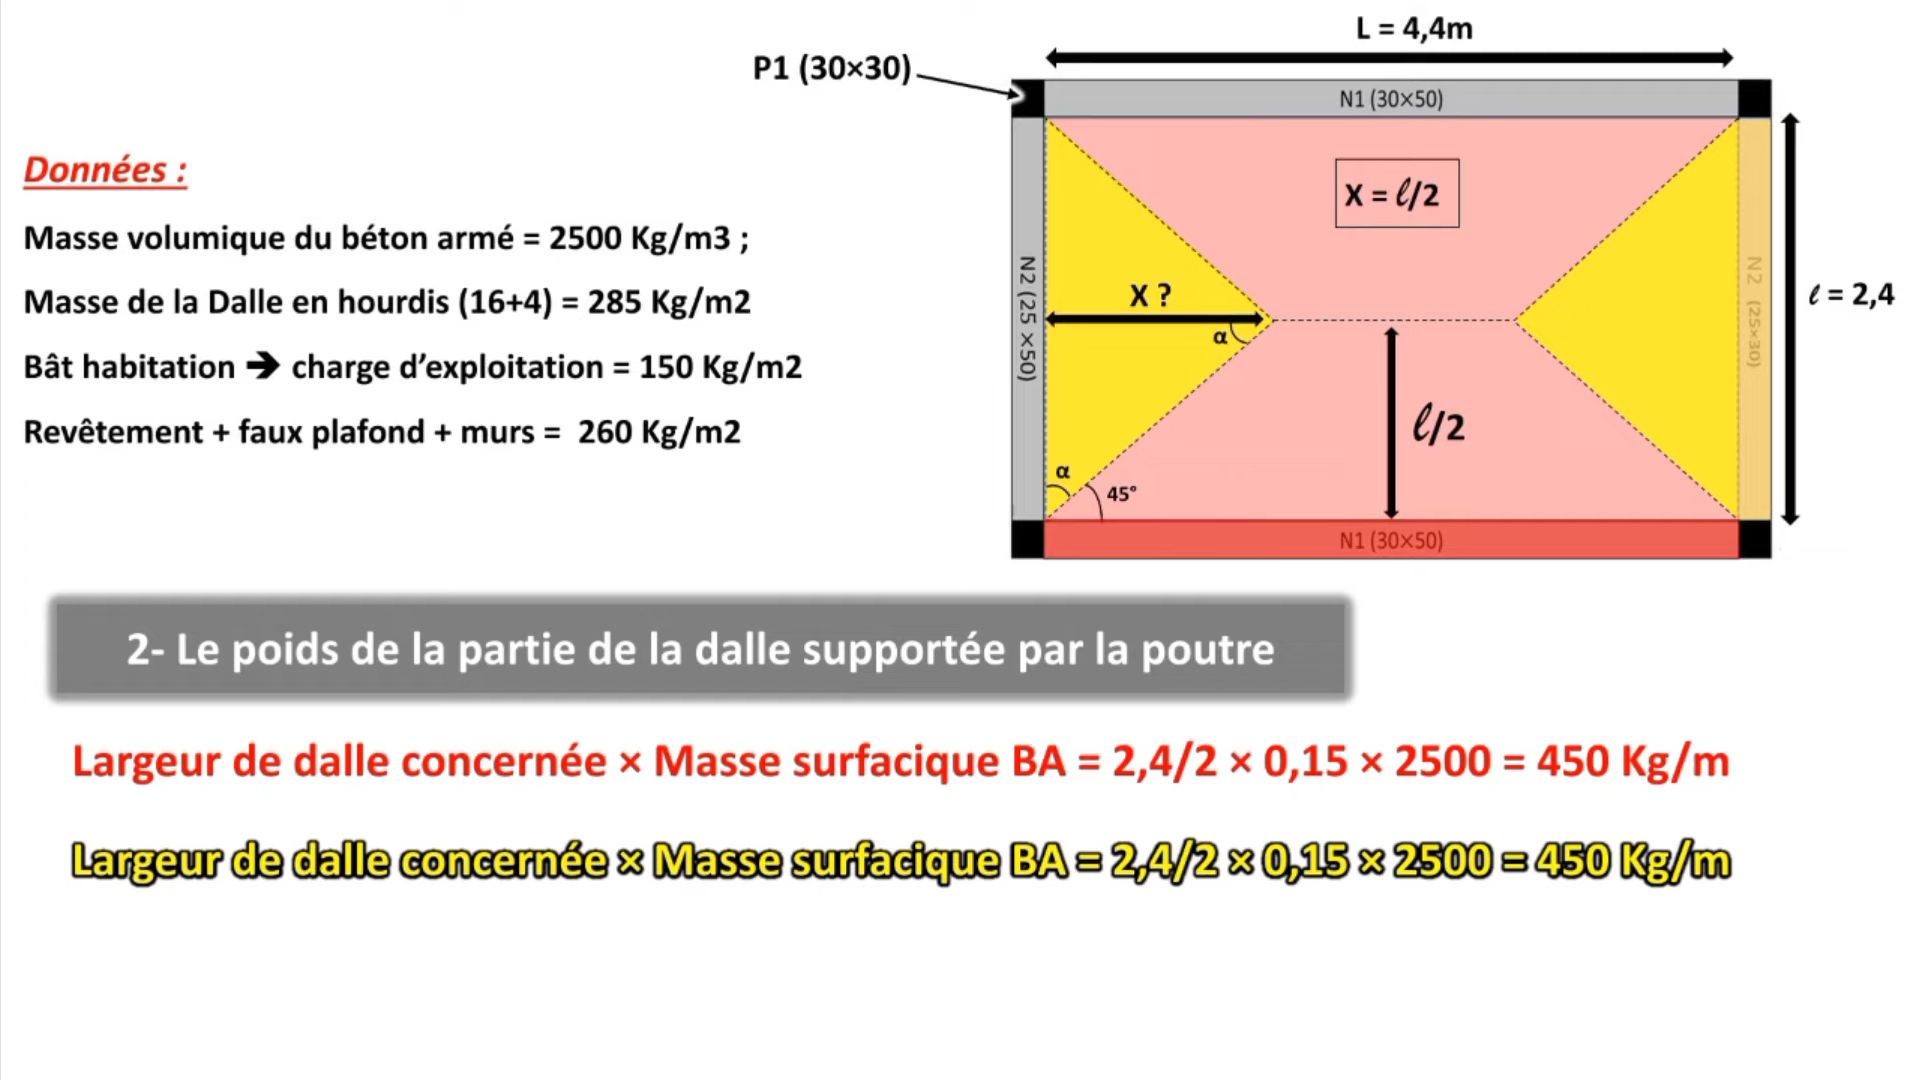 L = 4,4m
P1 (30×30)
N1 (30×50)
Données :
X = ℓ/2
Masse volumique du béton armé = 2500 Kg/m3 ;
N2 (25 ×50)
X ?
N2 (25×30)
ℓ = 2,4
Masse de la Dalle en hourdis (16+4) = 285 Kg/m2
α
Bât habitation ➔ charge d’exploitation = 150 Kg/m2
ℓ/2
Revêtement + faux plafond + murs = 260 Kg/m2
α
45°
N1 (30×50)
2- Le poids de la partie de la dalle supportée par la poutre
Largeur de dalle concernée × Masse surfacique BA = 2,4/2 × 0,15 × 2500 = 450 Kg/m
Largeur de dalle concernée × Masse surfacique BA = 2,4/2 × 0,15 × 2500 = 450 Kg/m